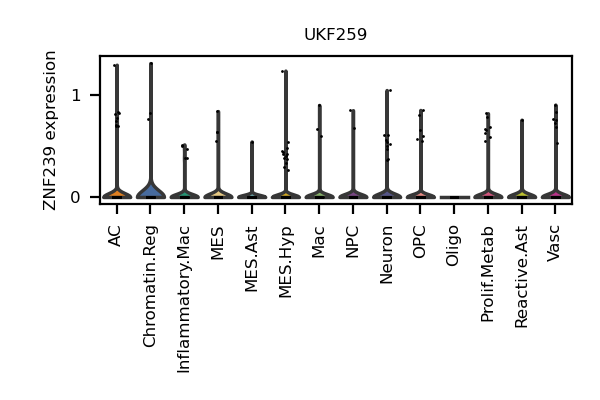 UKF259
ZNF239 expression
1
0
AC
Chromatin.Reg
Inflammatory.Mac
MES
MES.Ast
MES.Hyp
Mac
NPC
Neuron
OPC
Oligo
Prolif.Metab
Reactive.Ast
Vasc